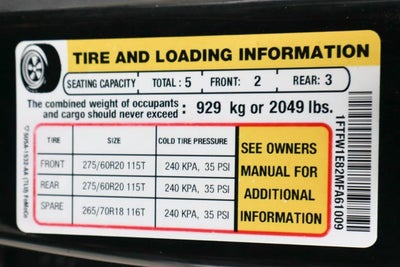 TIRE AND LOADING INFORMATION
SEATING CAPACITY TOTAL : 5 FRONT: 2 REAR: 3
The combined weight of occupants and cargo should never exceed : 929 kg or 2049 lbs.
TIRE SIZE COLD TIRE PRESSURE
FRONT 275/60R20 115T 240 KPA, 35 PSI
REAR 275/60R20 115T 240 KPA, 35 PSI
SPARE 265/70R18 116T 240 KPA, 35 PSI
SEE OWNERS
MANUAL FOR
ADDITIONAL
INFORMATION
1FTFW1E82MFA61009